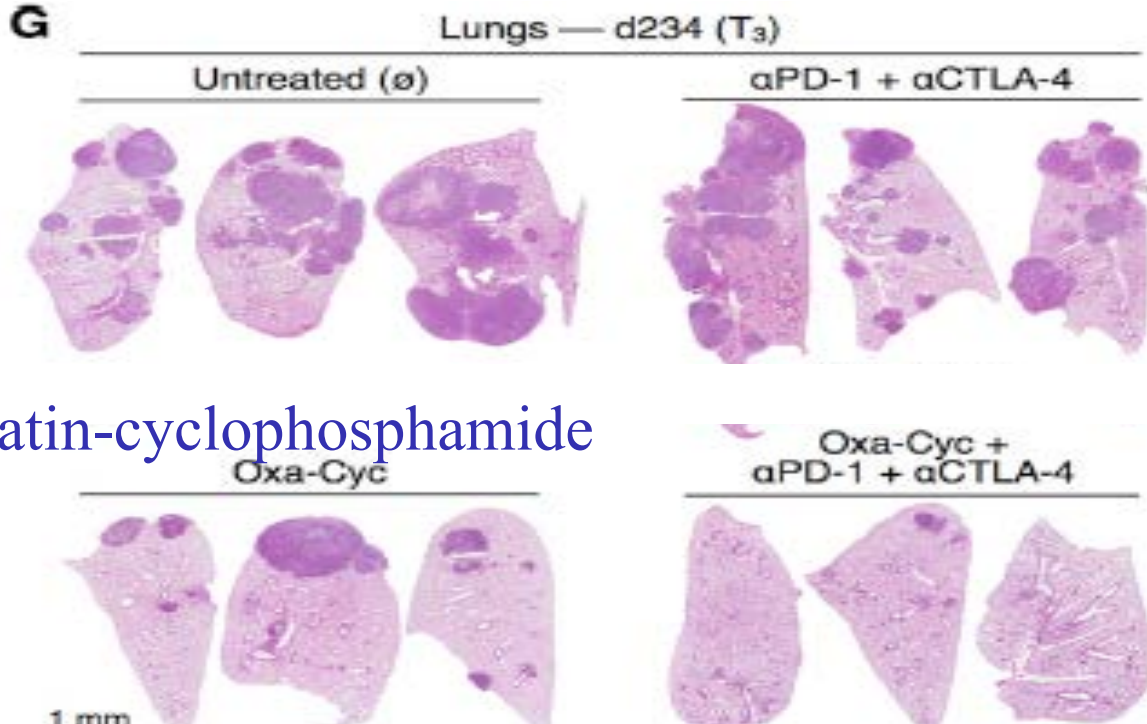 G
Lungs — d234 (T₃)
Untreated (ø)
αPD-1 + αCTLA-4
atin-cyclophosphamide
Oxa-Cyc
Oxa-Cyc +
αPD-1 + αCTLA-4
1 mm